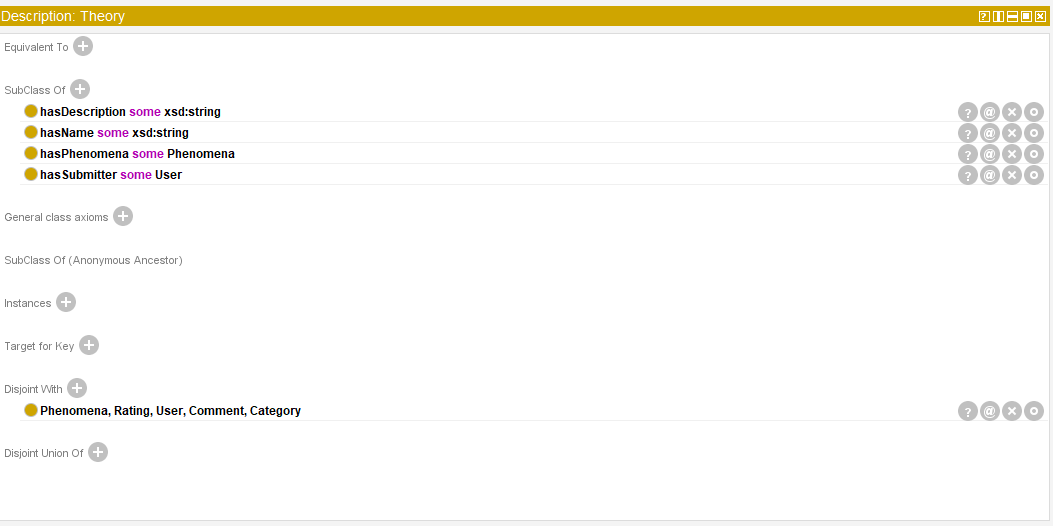 Description: Theory
Equivalent To
SubClass Of
hasDescription some xsd:string
hasName some xsd:string
hasPhenomena some Phenomena
hasSubmitter some User
General class axioms
SubClass Of (Anonymous Ancestor)
Instances
Target for Key
Disjoint With
Phenomena, Rating, User, Comment, Category
Disjoint Union Of